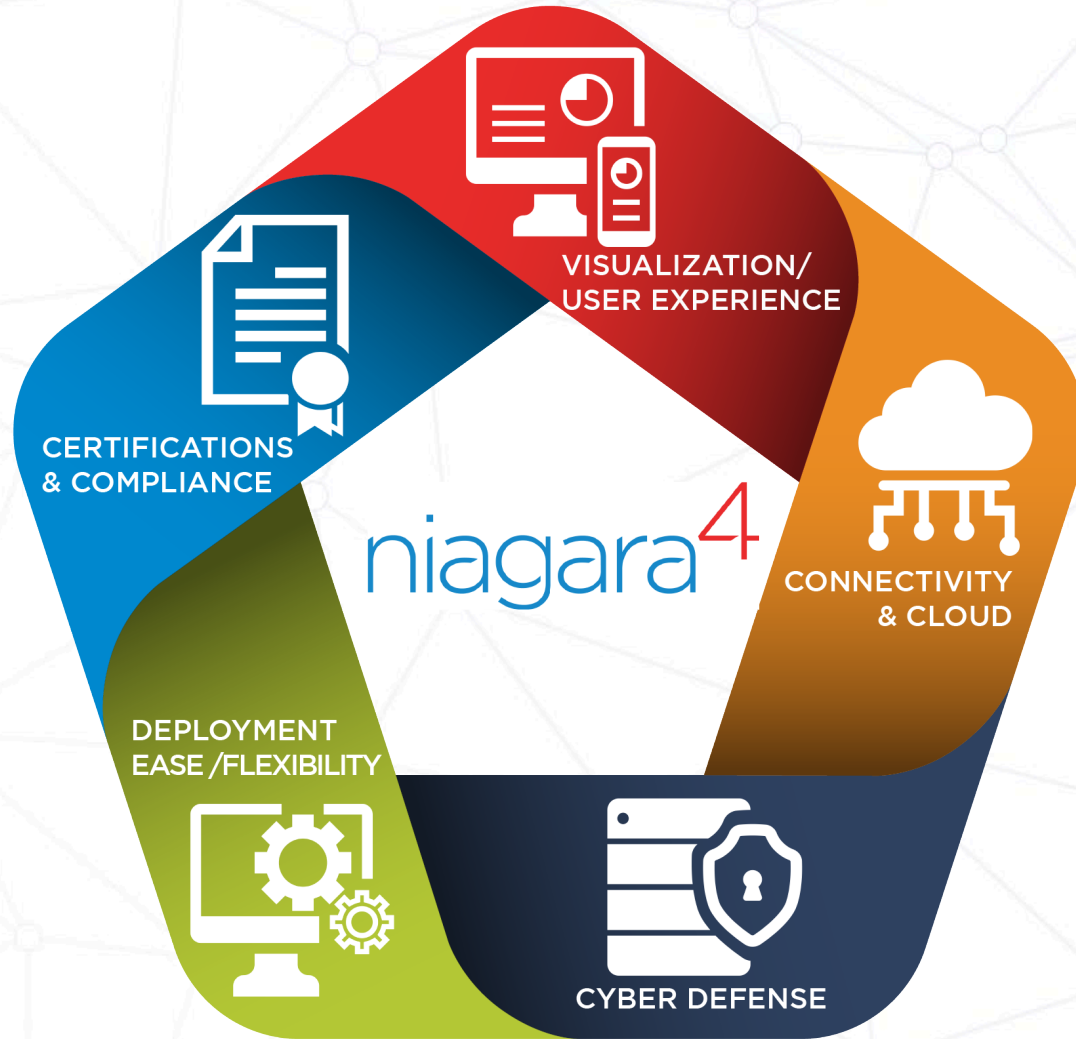 VISUALIZATION/
USER EXPERIENCE
CERTIFICATIONS
& COMPLIANCE
niagara4
CONNECTIVITY
& CLOUD
DEPLOYMENT
EASE /FLEXIBILITY
CYBER DEFENSE